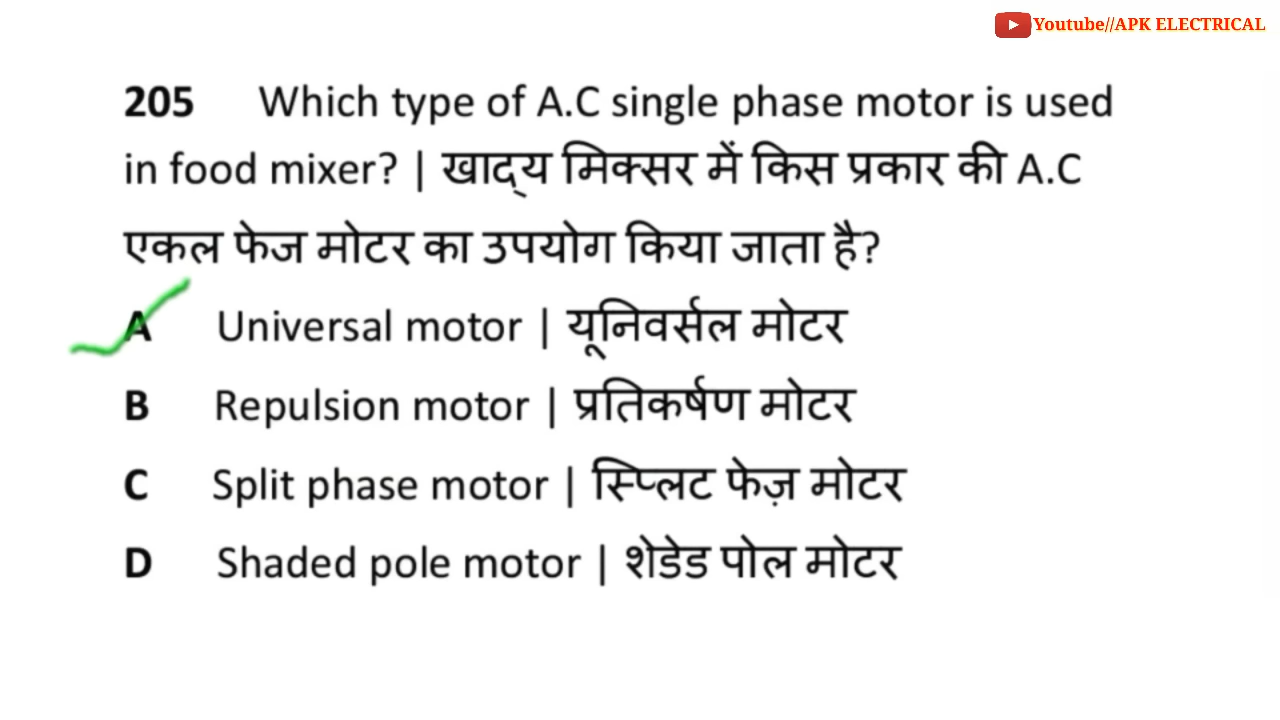 Youtube//APK ELECTRICAL
205 Which type of A.C single phase motor is used
in food mixer? | खाद्य मिक्सर में किस प्रकार की A.C
एकल फेज मोटर का उपयोग किया जाता है?
A Universal motor | यूनिवर्सल मोटर
B Repulsion motor | प्रतिकर्षण मोटर
C Split phase motor | स्प्लिट फेज़ मोटर
D Shaded pole motor | शेडेड पोल मोटर